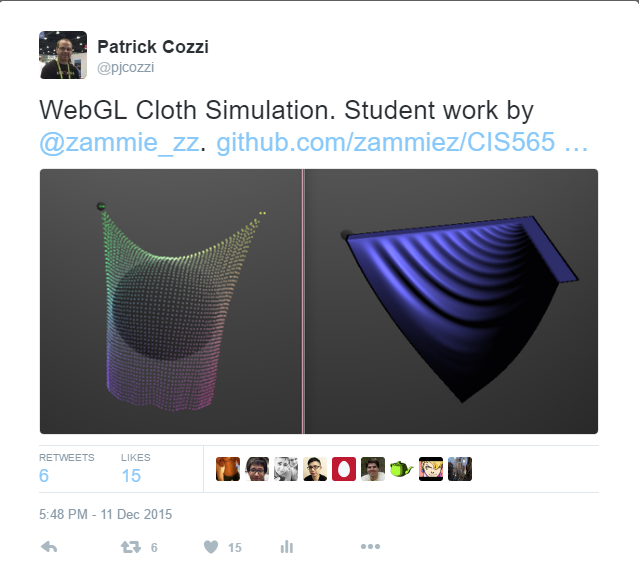 Patrick Cozzi
@pjcozzi
WebGL Cloth Simulation. Student work by
@zammie_zz. github.com/zammiez/CIS565 …
RETWEETS LIKES
6 15
5:48 PM - 11 Dec 2015
6 15